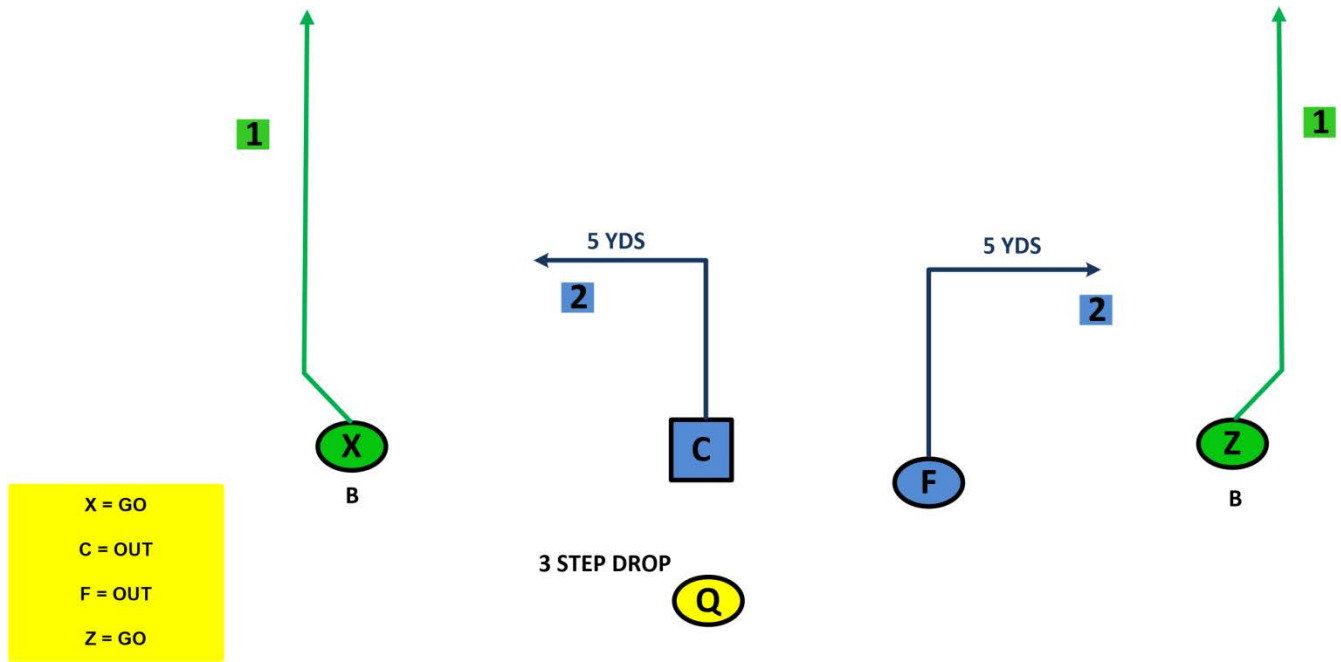 1
1
5 YDS
5 YDS
2
2
X
C
F
Z
B
B
X = GO
C = OUT
F = OUT
Z = GO
3 STEP DROP
Q